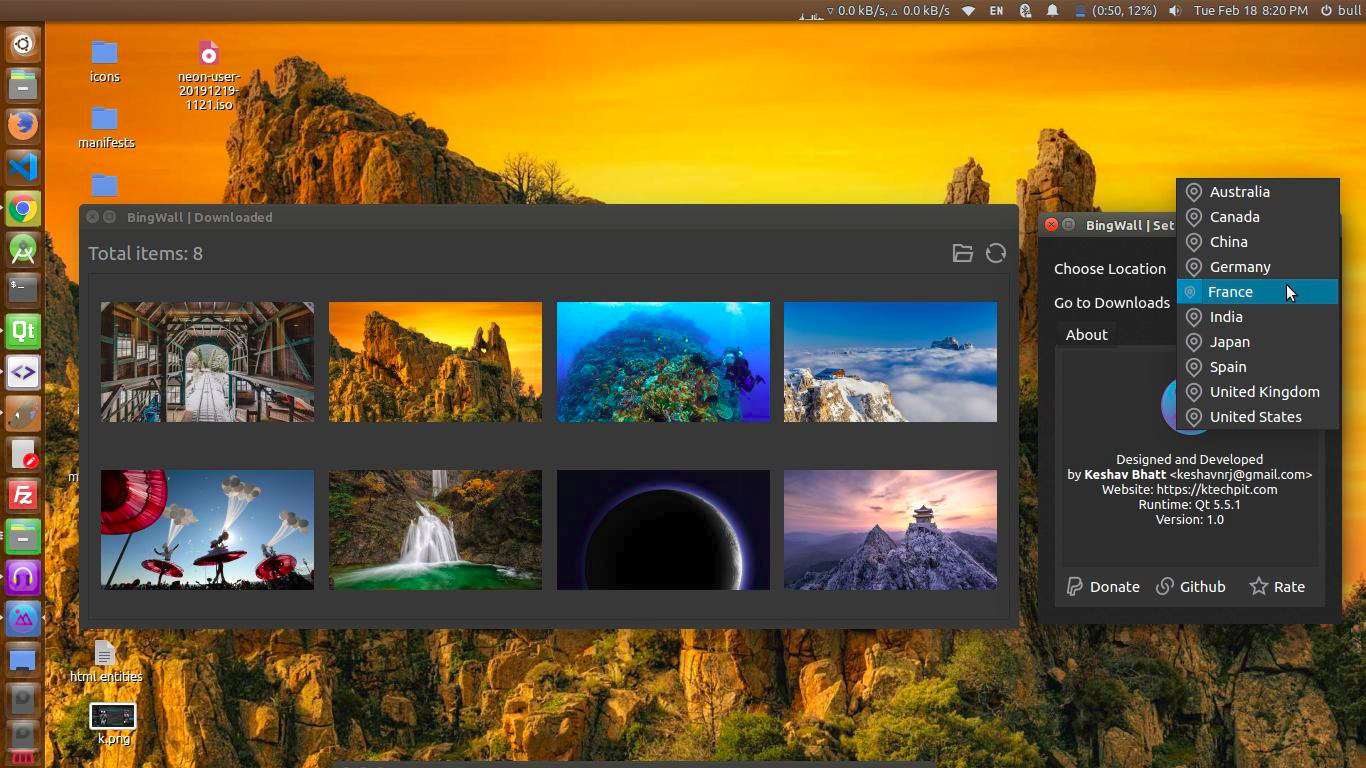 0.0 kB/s, 0.0 kB/s EN (0:50, 12%) Tue Feb 18 8:20 PM bull
icons
neon-user-
20191219-
1121.iso
manifests
BingWall | Downloaded
Total items: 8
BingWall | Set
Choose Location
Go to Downloads
About
Australia
Canada
China
Germany
France
India
Japan
Spain
United Kingdom
United States
Designed and Developed
by Keshav Bhatt <keshavnrj@gmail.com>
Website: https://ktechpit.com
Runtime: Qt 5.5.1
Version: 1.0
Donate Github Rate
Qt
FZ
html entities
k.png